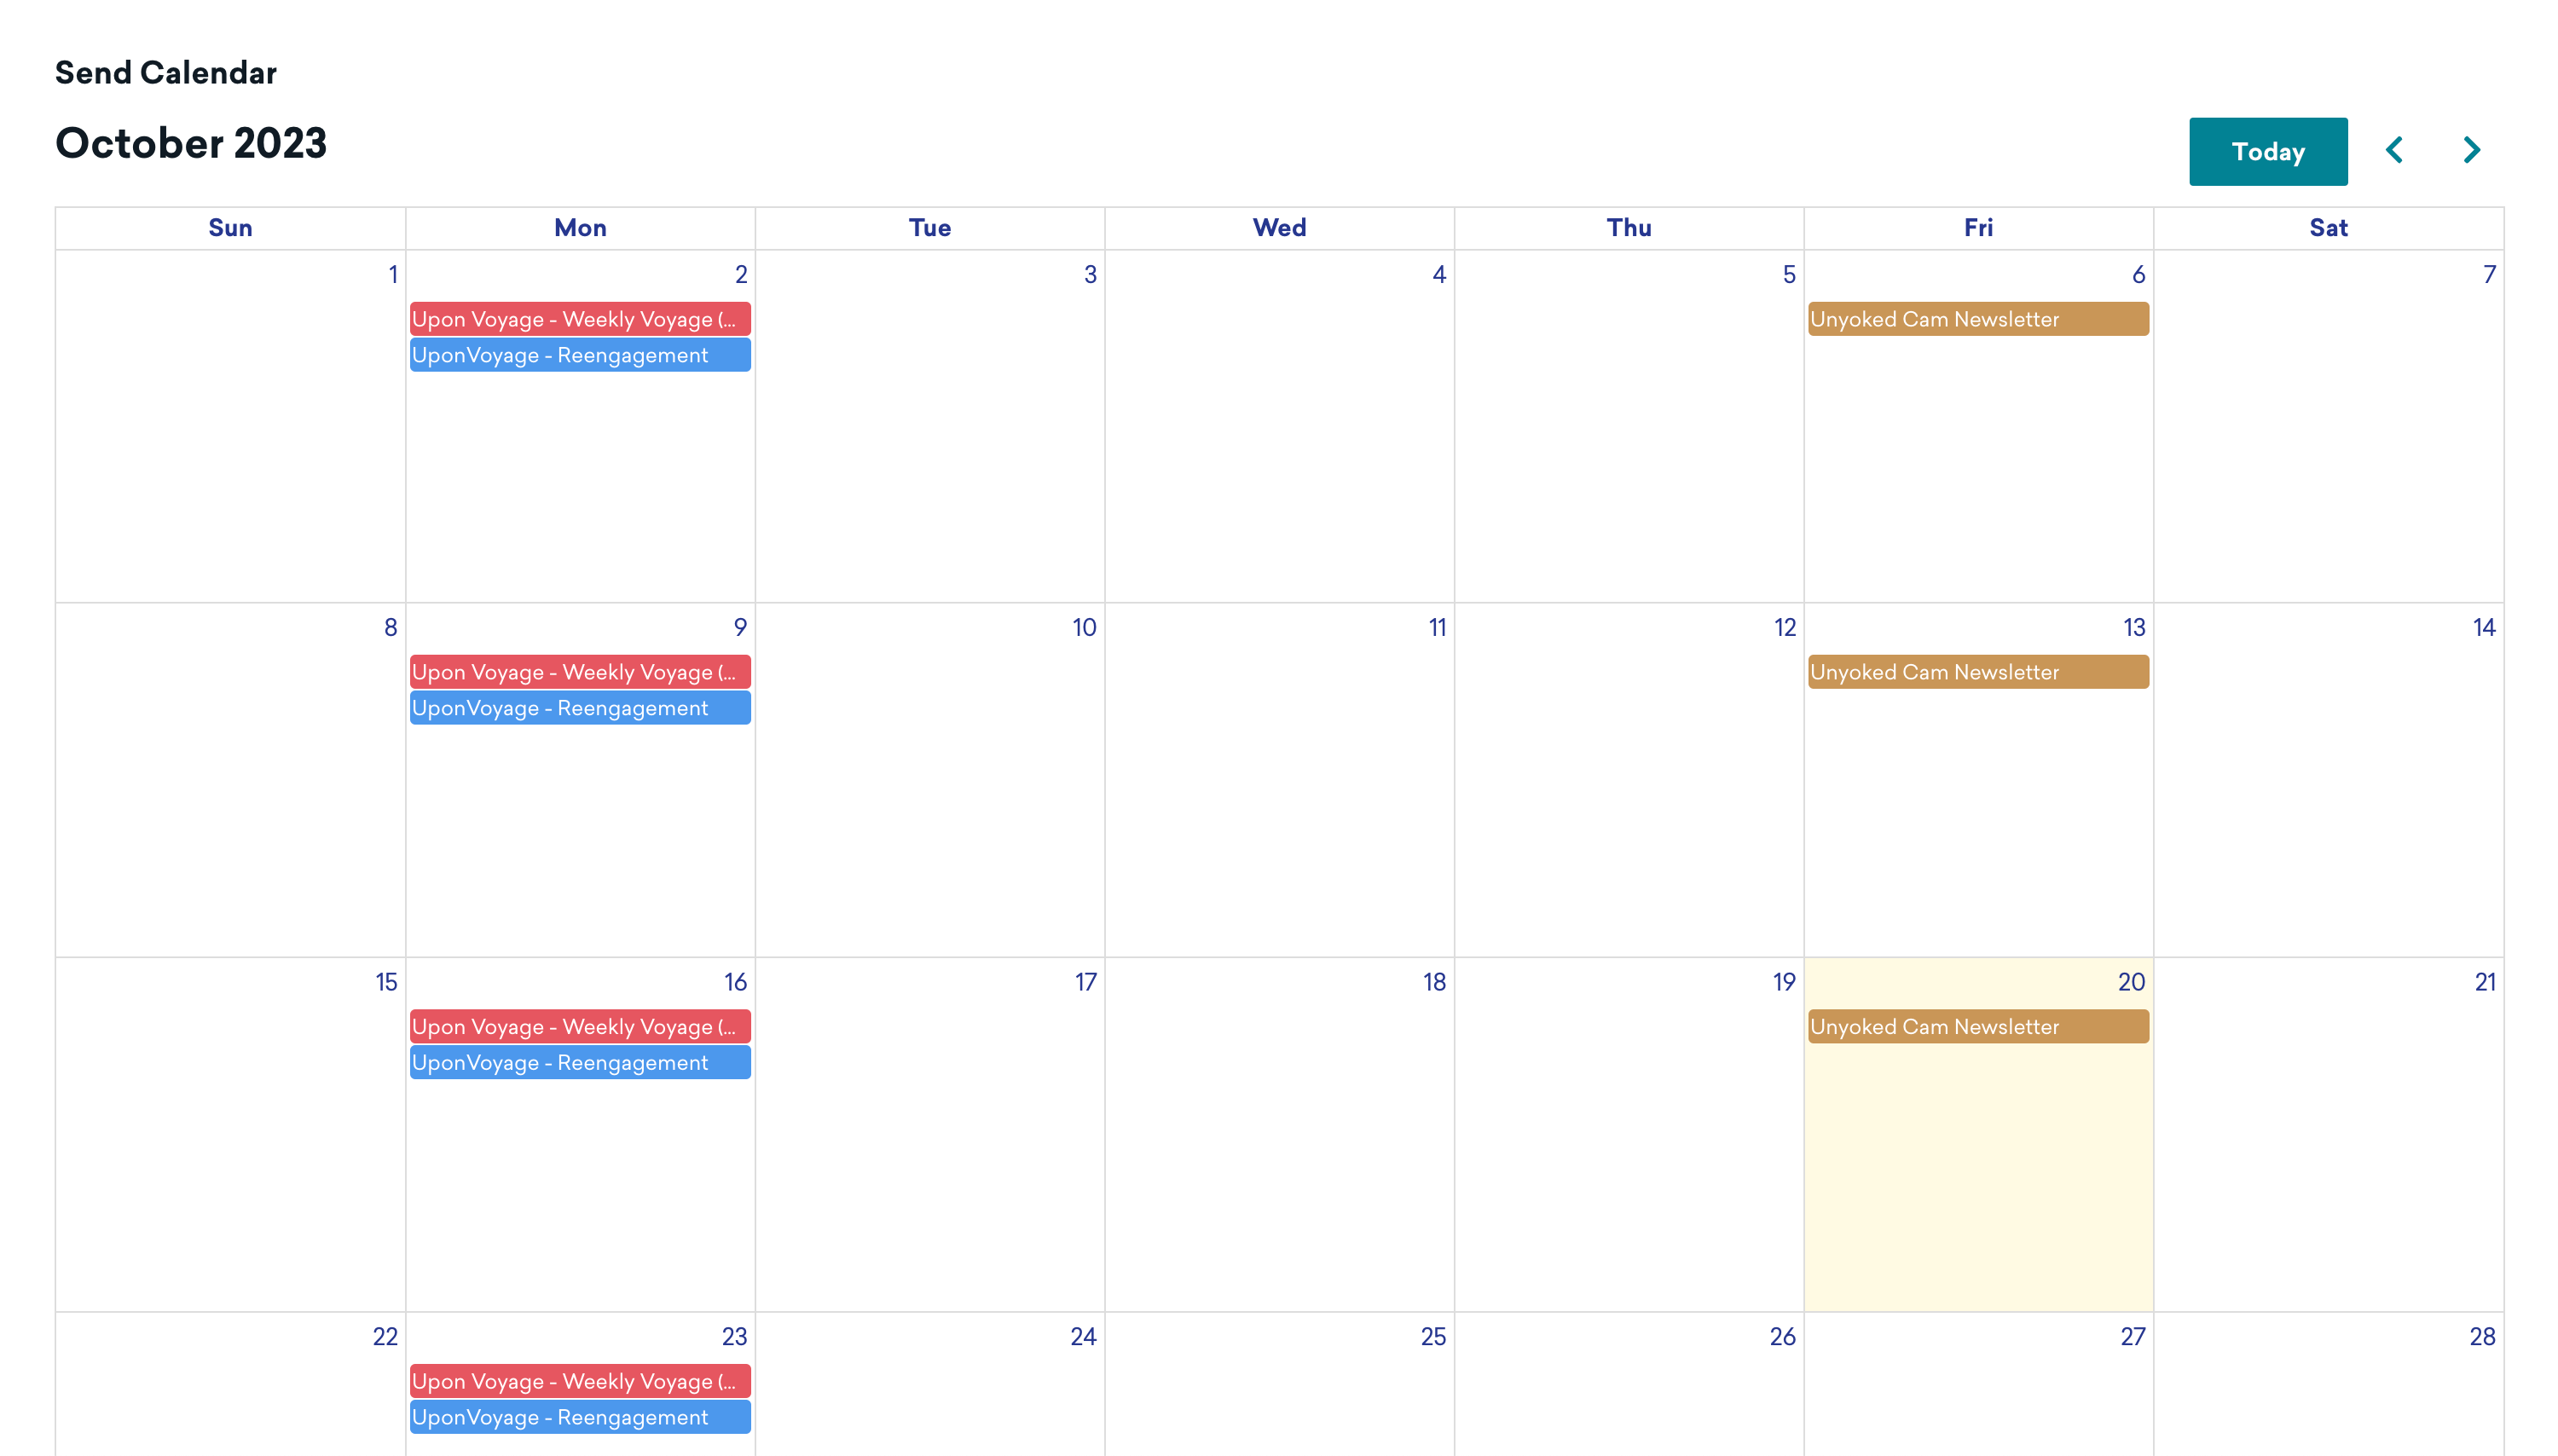 Send Calendar
October 2023
Today
Sun Mon Tue Wed Thu Fri Sat
1 2 3 4 5 6 7
Upon Voyage - Weekly Voyage (... Unyoked Cam Newsletter
UponVoyage - Reengagement
8 9 10 11 12 13 14
Upon Voyage - Weekly Voyage (... Unyoked Cam Newsletter
UponVoyage - Reengagement
15 16 17 18 19 20 21
Upon Voyage - Weekly Voyage (... Unyoked Cam Newsletter
UponVoyage - Reengagement
22 23 24 25 26 27 28
Upon Voyage - Weekly Voyage (...
UponVoyage - Reengagement